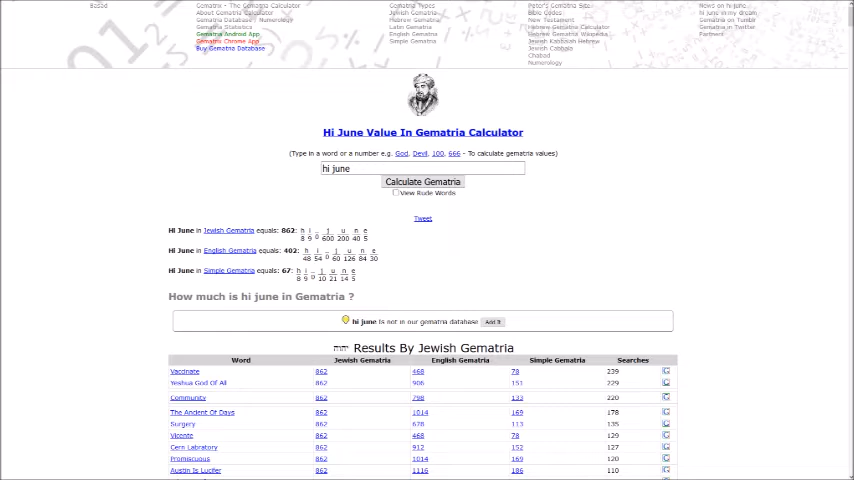 Based
Gematrix - The Gematria Calculator
About Gematria Calculator
Gematria Database / Numerology
Gematria Statistics
Gematria Android App
Gematria Chrome App
Buy Gematria Database
Gematria Types
Hebrew Gematria
Latin Gematria
English Gematria
Simple Gematria
Peter's Gematria Site
Bible Codes
New Testament
Hebrew Gematria Calculator
Hebrew Gematria Wikipedia
Jewish Kabbalah Hebrew
Jewish Cabbala
Chabad
Numerology
News on hi june
hi june in my dream
Gematria on Tumblr
Gematria in Twitter
Partners
Hi June Value In Gematria Calculator
(Type in a word or a number e.g. God, Devil, 100, 666 - To calculate gematria values)
hi june
Calculate Gematria
View Rude Words
Tweet
Hi June in Jewish Gematria equals: 862: h i _ j u n e
8 9 0 600 200 40 5
Hi June in English Gematria equals: 402: h i _ j u n e
48 54 0 60 126 84 30
Hi June in Simple Gematria equals: 67: h i _ j u n e
8 9 0 10 21 14 5
How much is hi june in Gematria ?
hi june is not in our gematria database Add It
יהוה Results By Jewish Gematria
Word Jewish Gematria English Gematria Simple Gematria Searches
Vaccinate 862 468 78 239
Yeshua God Of All 862 906 151 229
Community 862 798 133 220
The Ancient Of Days 862 1014 169 178
Surgery 862 678 113 135
Vicente 862 468 78 129
Cern Labratory 862 912 152 127
Promiscuous 862 1014 169 120
Austin Is Lucifer 862 1116 186 110